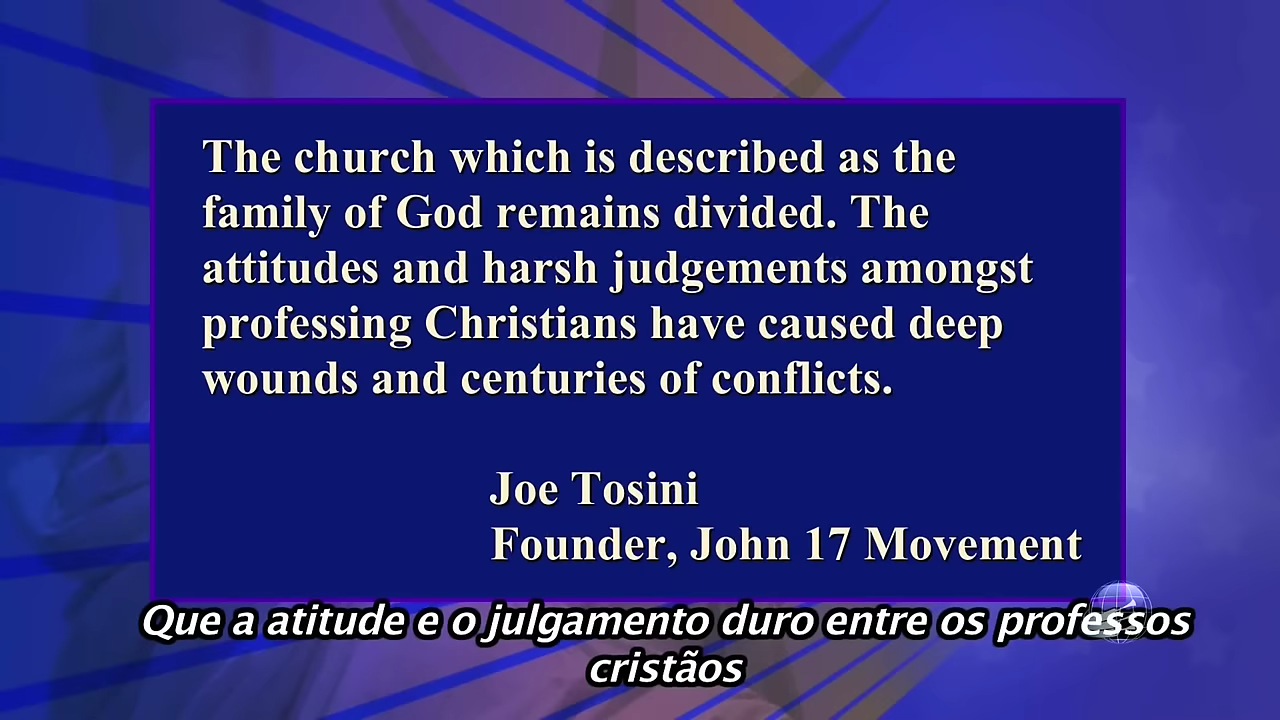 The church which is described as the
family of God remains divided. The
attitudes and harsh judgements amongst
professing Christians have caused deep
wounds and centuries of conflicts.
Joe Tosini
Founder, John 17 Movement
Que a atitude e o julgamento duro entre os professos
cristãos